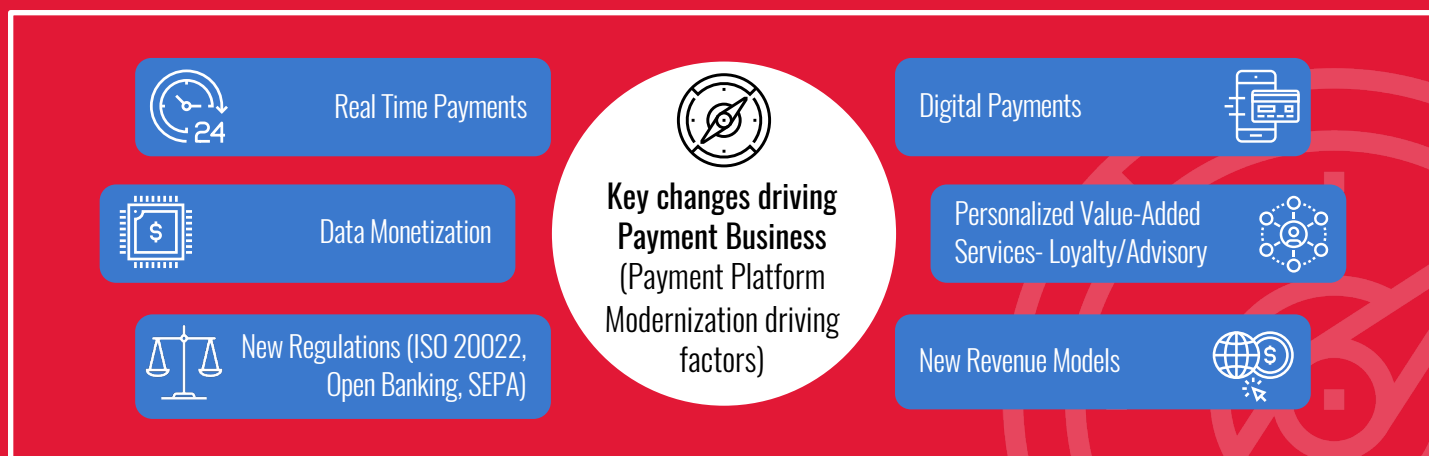 Real Time Payments
24
Data Monetization
$
New Regulations (ISO 20022,
Open Banking, SEPA)
Key changes driving
Payment Business
(Payment Platform
Modernization driving
factors)
Digital Payments
Personalized Value-Added
Services- Loyalty/Advisory
New Revenue Models
$